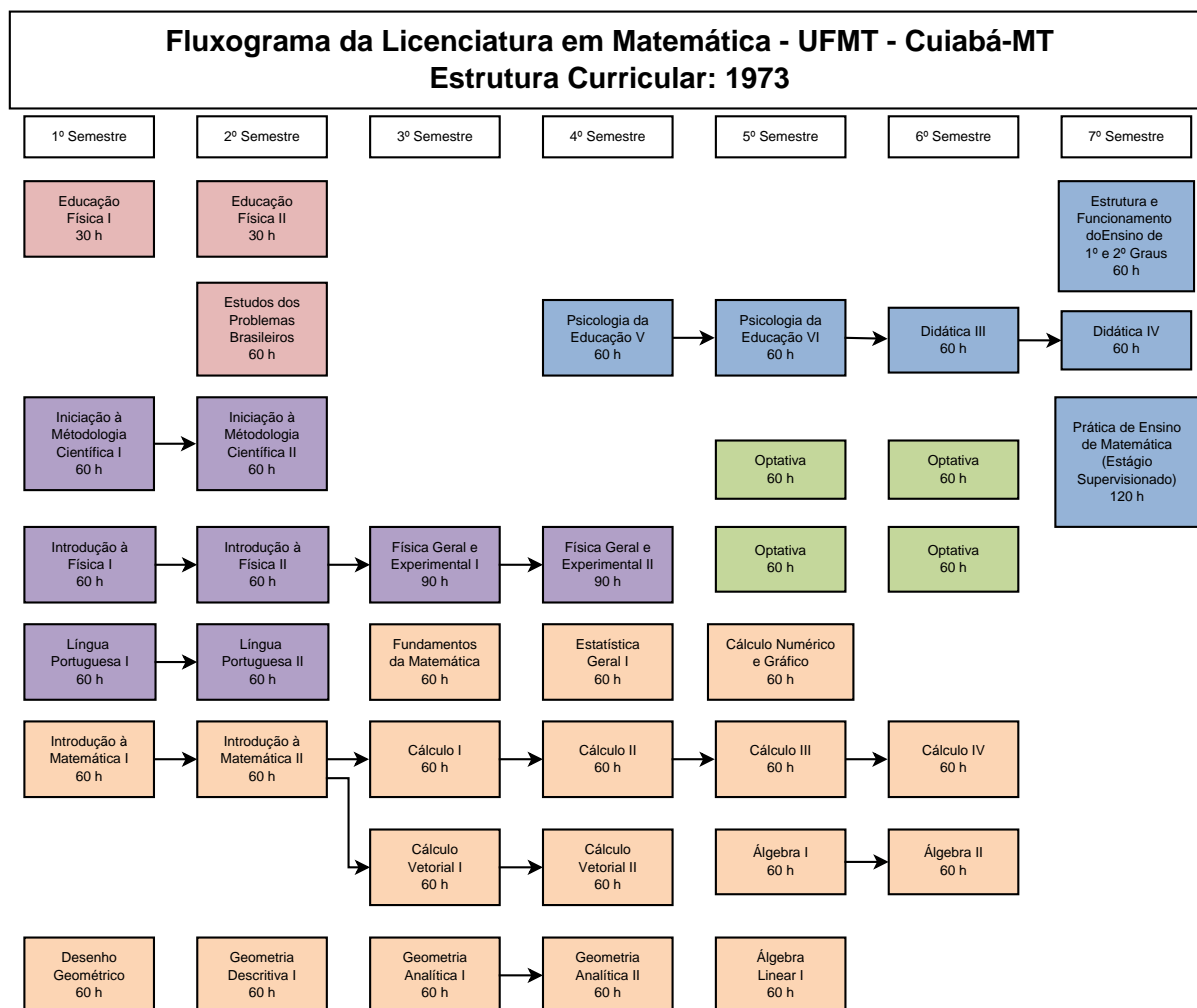 Fluxograma da Licenciatura em Matemática - UFMT - Cuiabá-MT
Estrutura Curricular: 1973
1º Semestre
2º Semestre
3º Semestre
4º Semestre
5º Semestre
6º Semestre
7º Semestre
Educação
Física I
30 h
Educação
Física II
30 h
Estrutura e
Funcionamento
doEnsino de
1º e 2º Graus
60 h
Estudos dos
Problemas
Brasileiros
60 h
Psicologia da
Educação V
60 h
Psicologia da
Educação VI
60 h
Didática III
60 h
Didática IV
60 h
Iniciação à
Métodologia
Científica I
60 h
Iniciação à
Métodologia
Científica II
60 h
Optativa
60 h
Optativa
60 h
Prática de Ensino
de Matemática
(Estágio
Supervisionado)
120 h
Introdução à
Física I
60 h
Introdução à
Física II
60 h
Física Geral e
Experimental I
90 h
Física Geral e
Experimental II
90 h
Optativa
60 h
Optativa
60 h
Língua
Portuguesa I
60 h
Língua
Portuguesa II
60 h
Fundamentos
da Matemática
60 h
Estatística
Geral I
60 h
Cálculo Numérico
e Gráfico
60 h
Introdução à
Matemática I
60 h
Introdução à
Matemática II
60 h
Cálculo I
60 h
Cálculo II
60 h
Cálculo III
60 h
Cálculo IV
60 h
Cálculo
Vetorial I
60 h
Cálculo
Vetorial II
60 h
Álgebra I
60 h
Álgebra II
60 h
Desenho
Geométrico
60 h
Geometria
Descritiva I
60 h
Geometria
Analítica I
60 h
Geometria
Analítica II
60 h
Álgebra
Linear I
60 h